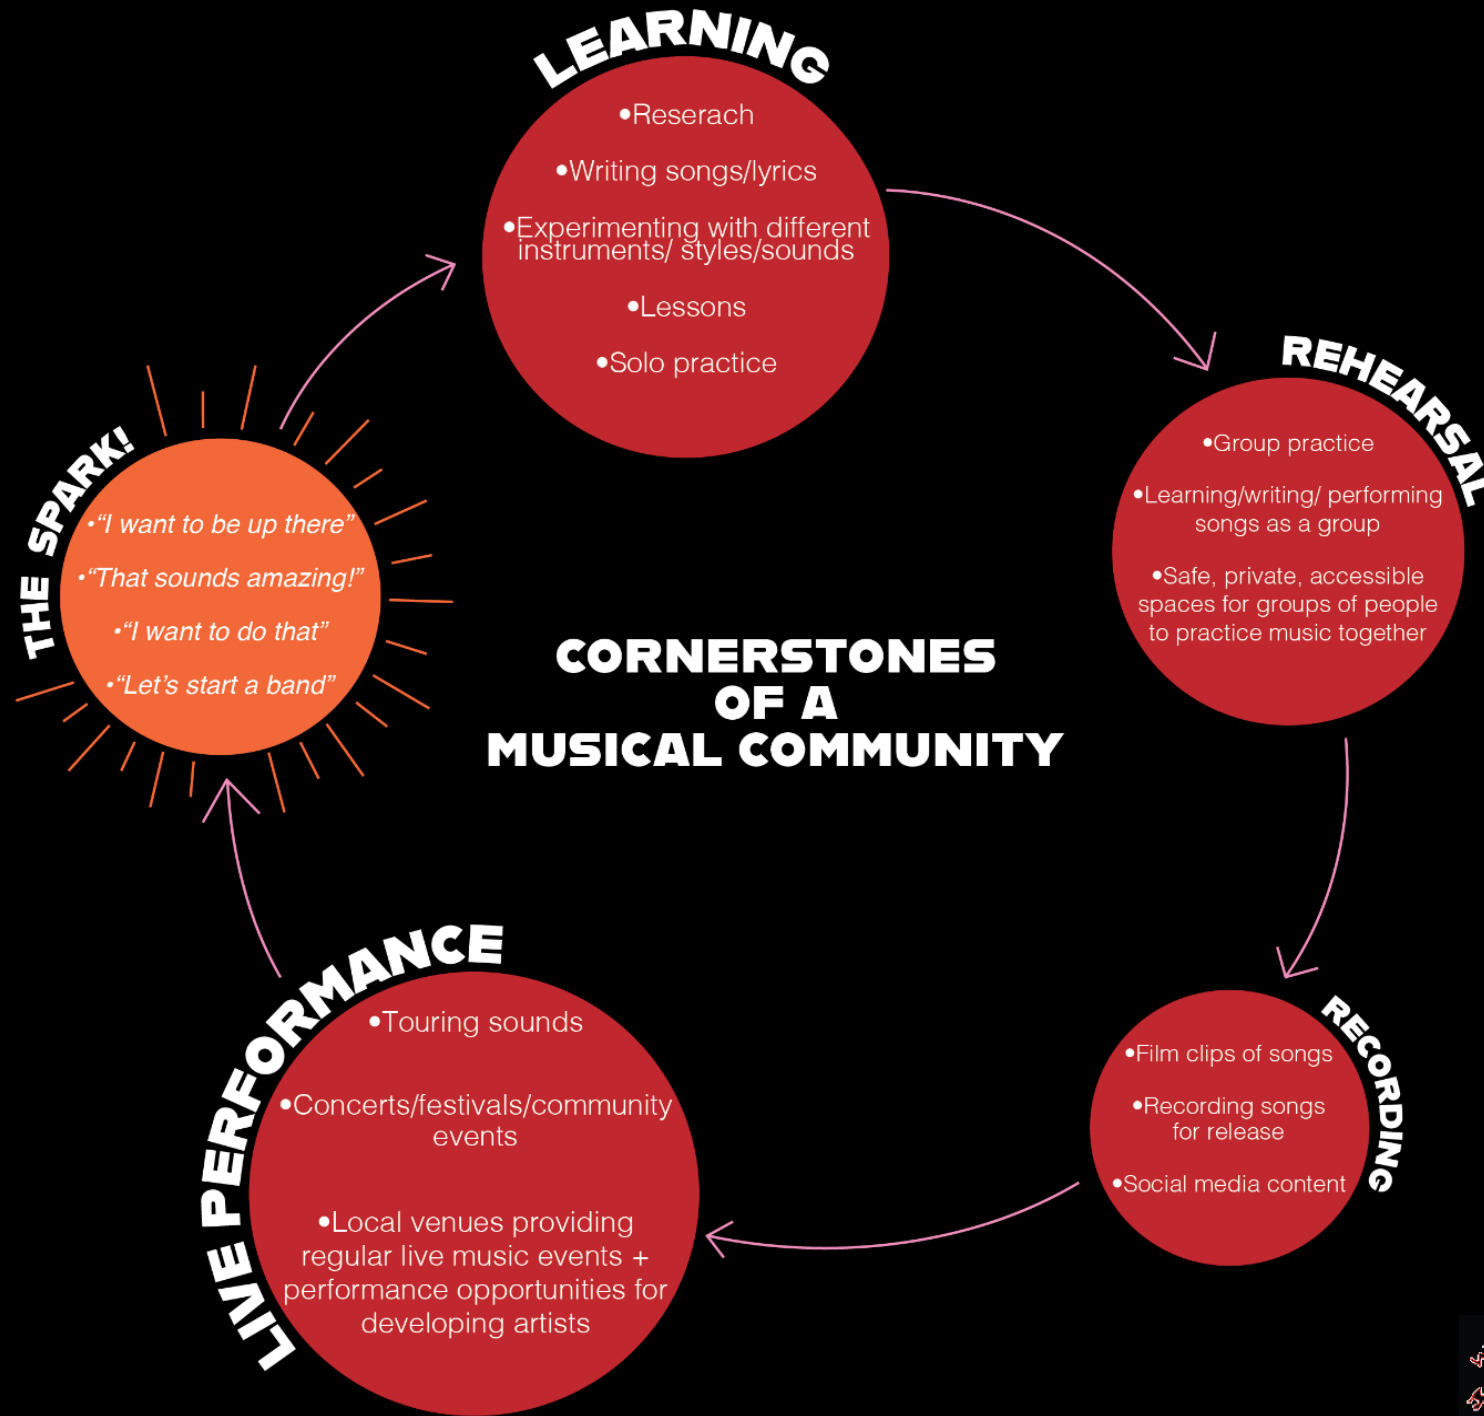 LEARNING
•Reserach
•Writing songs/lyrics
•Experimenting with different
instruments/ styles/sounds
•Lessons
•Solo practice
REHEARSAL
•Group practice
•Learning/writing/ performing
songs as a group
•Safe, private, accessible
spaces for groups of people
to practice music together
THE SPARK!
•“I want to be up there”
•“That sounds amazing!”
•“I want to do that”
•“Let’s start a band”
CORNERSTONES
OF A
MUSICAL COMMUNITY
RECORDING
•Film clips of songs
•Recording songs
for release
•Social media content
LIVE PERFORMANCE
•Touring sounds
•Concerts/festivals/community
events
•Local venues providing
regular live music events +
performance opportunities for
developing artists